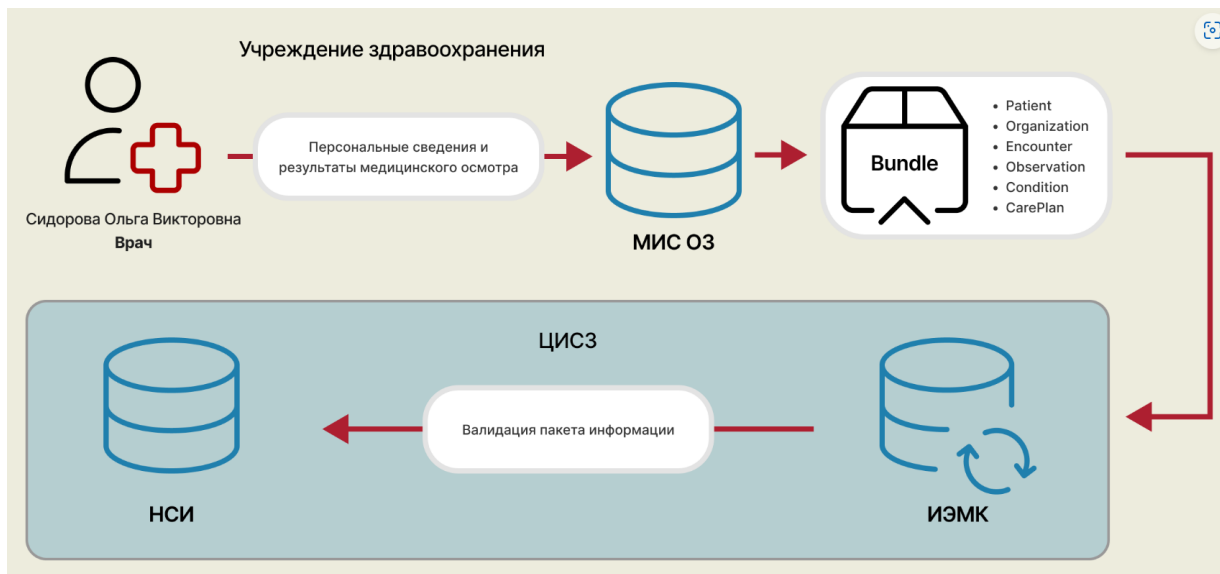 Учреждение здравоохранения
Сидорова Ольга Викторовна
Врач
Персональные сведения и
результаты медицинского осмотра
МИС ОЗ
Bundle
• Patient
• Organization
• Encounter
• Observation
• Condition
• CarePlan
ЦИСЗ
НСИ
Валидация пакета информации
ИЭМК